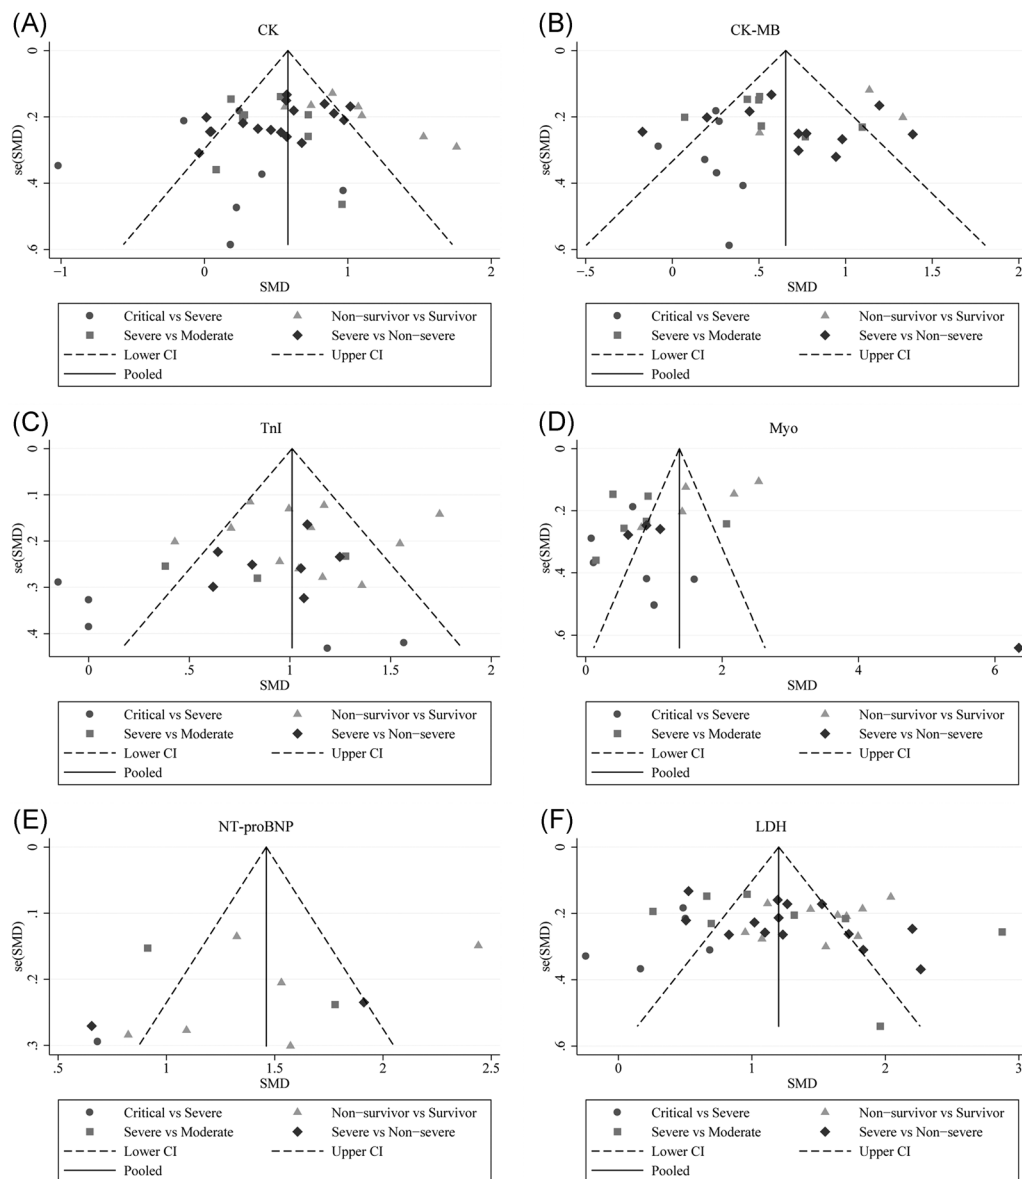 (A)
CK
0
.2
.4
.6
se(SMD)
−1
0
1
2
SMD
Critical vs Severe
Non−survivor vs Survivor
Severe vs Moderate
Severe vs Non−severe
Lower CI
Upper CI
Pooled
(B)
CK-MB
0
.2
.4
.6
se(SMD)
−.5
0
.5
1
1.5
2
SMD
Critical vs Severe
Non−survivor vs Survivor
Severe vs Moderate
Severe vs Non−severe
Lower CI
Upper CI
Pooled
(C)
TnI
0
.1
.2
.3
.4
se(SMD)
0
.5
1
1.5
2
SMD
Critical vs Severe
Non−survivor vs Survivor
Severe vs Moderate
Severe vs Non−severe
Lower CI
Upper CI
Pooled
(D)
Myo
0
.2
.4
.6
se(SMD)
0
2
4
6
SMD
Critical vs Severe
Non−survivor vs Survivor
Severe vs Moderate
Severe vs Non−severe
Lower CI
Upper CI
Pooled
(E)
NT-proBNP
0
.1
.2
.3
se(SMD)
.5
1
1.5
2
2.5
SMD
Critical vs Severe
Non−survivor vs Survivor
Severe vs Moderate
Severe vs Non−severe
Lower CI
Upper CI
Pooled
(F)
LDH
0
.2
.4
.6
se(SMD)
0
1
2
3
SMD
Critical vs Severe
Non−survivor vs Survivor
Severe vs Moderate
Severe vs Non−severe
Lower CI
Upper CI
Pooled